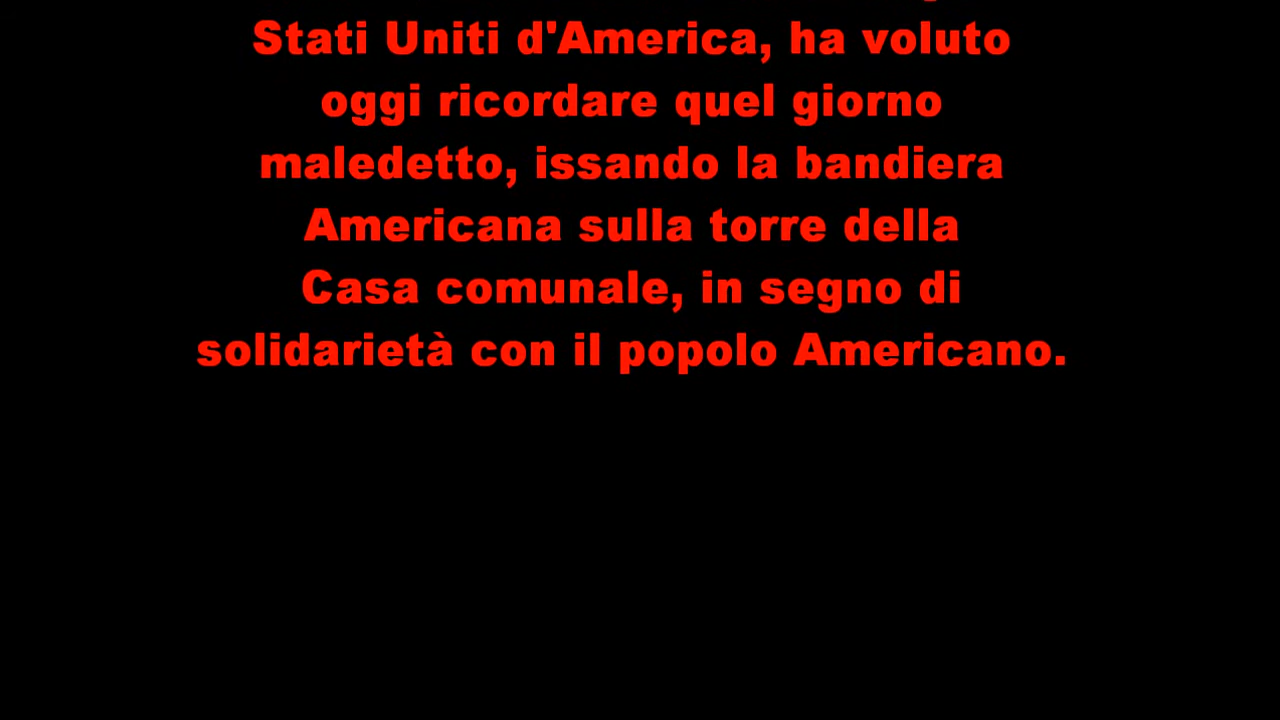 Stati Uniti d'America, ha voluto
oggi ricordare quel giorno
maledetto, issando la bandiera
Americana sulla torre della
Casa comunale, in segno di
solidarietà con il popolo Americano.